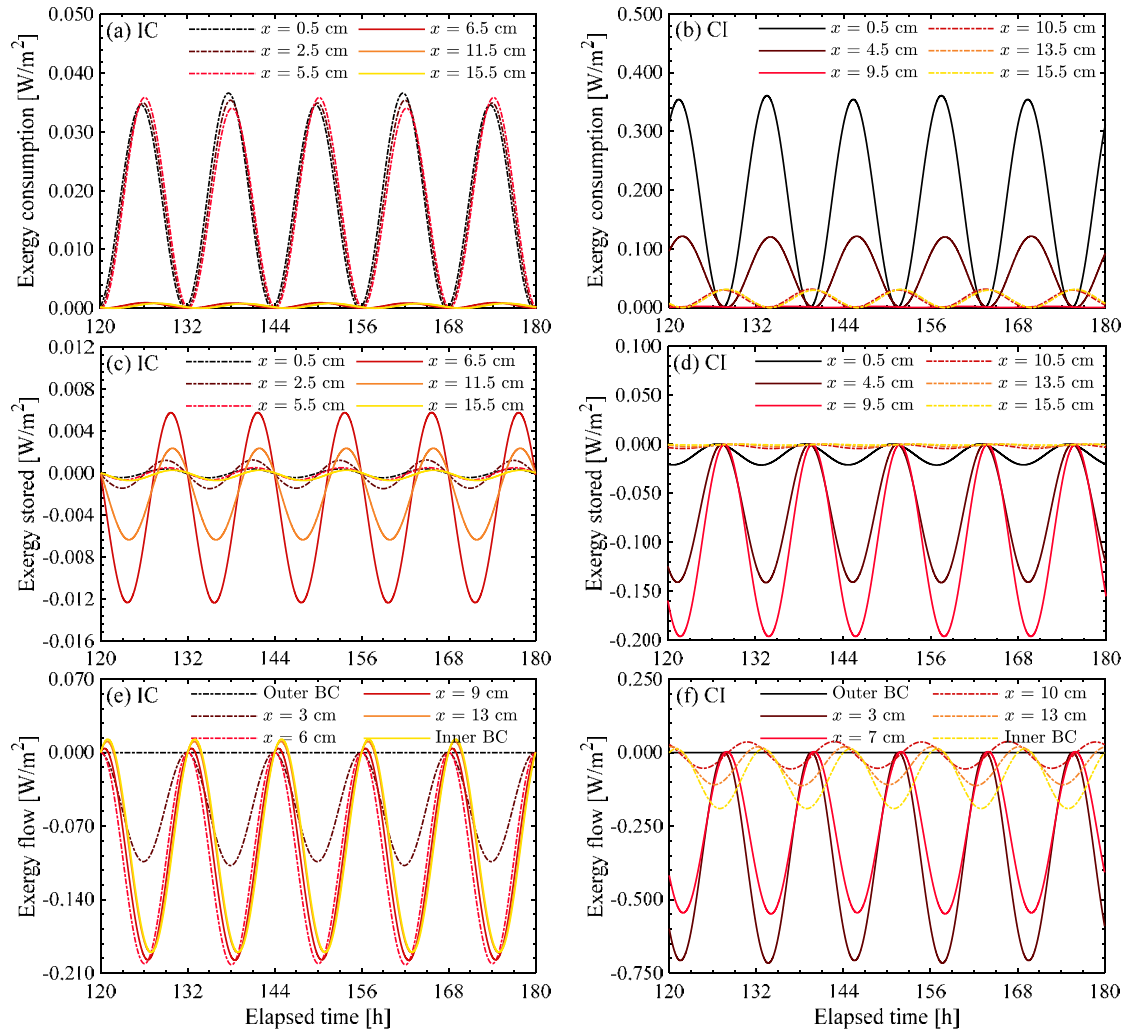 (a) IC
x = 0.5 cm
x = 6.5 cm
x = 2.5 cm
x = 11.5 cm
x = 5.5 cm
x = 15.5 cm
Exergy consumption [W/m²]
0.050
0.040
0.030
0.020
0.010
0.000
120
132
144
156
168
180
(b) CI
x = 0.5 cm
x = 10.5 cm
x = 4.5 cm
x = 13.5 cm
x = 9.5 cm
x = 15.5 cm
Exergy consumption [W/m²]
0.500
0.400
0.300
0.200
0.100
0.000
120
132
144
156
168
180
(c) IC
x = 0.5 cm
x = 6.5 cm
x = 2.5 cm
x = 11.5 cm
x = 5.5 cm
x = 15.5 cm
Exergy stored [W/m²]
0.012
0.008
0.004
0.000
-0.004
-0.008
-0.012
-0.016
120
132
144
156
168
180
(d) CI
x = 0.5 cm
x = 10.5 cm
x = 4.5 cm
x = 13.5 cm
x = 9.5 cm
x = 15.5 cm
Exergy stored [W/m²]
0.100
0.050
0.000
-0.050
-0.100
-0.150
-0.200
120
132
144
156
168
180
(e) IC
Outer BC
x = 9 cm
x = 3 cm
x = 13 cm
x = 6 cm
Inner BC
Exergy flow [W/m²]
0.070
0.000
-0.070
-0.140
-0.210
120
132
144
156
168
180
Elapsed time [h]
(f) CI
Outer BC
x = 10 cm
x = 3 cm
x = 13 cm
x = 7 cm
Inner BC
Exergy flow [W/m²]
0.250
0.000
-0.250
-0.500
-0.750
120
132
144
156
168
180
Elapsed time [h]